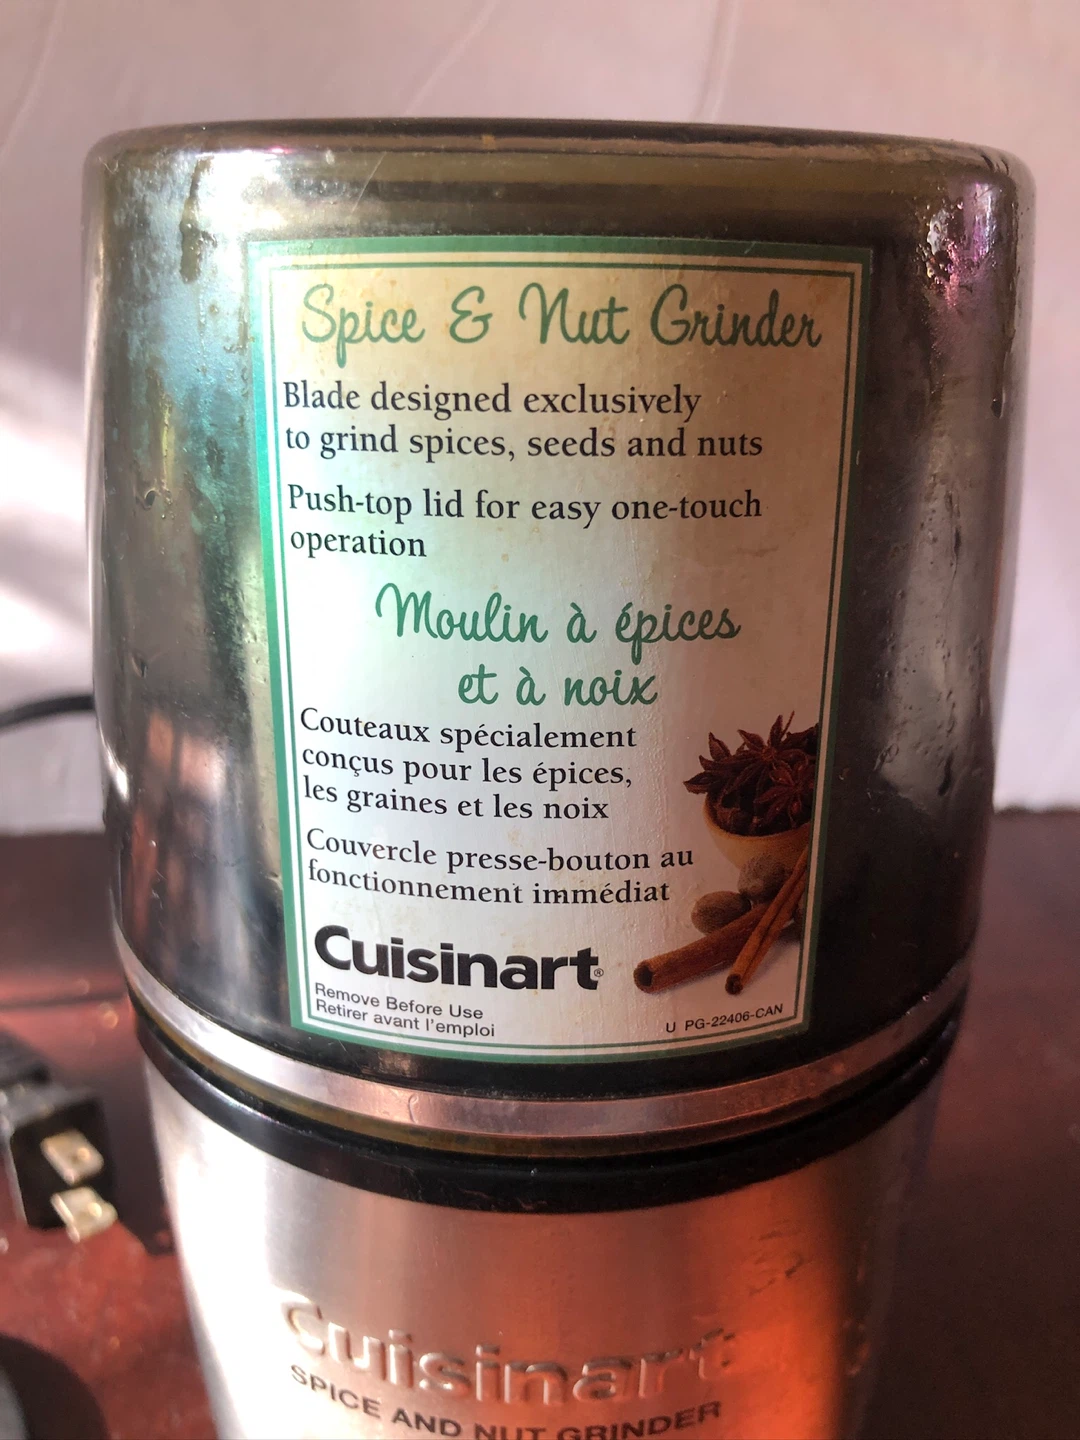 Spice & Nut Grinder
Blade designed exclusively
to grind spices, seeds and nuts
Push-top lid for easy one-touch
operation
Moulin à épices
et à noix
Couteaux spécialement
conçus pour les épices,
les graines et les noix
Couvercle presse-bouton au
fonctionnement immédiat
Cuisinart®
Remove Before Use
Retirer avant l'emploi
U PG-22406-CAN
Cuisinart
SPICE AND NUT GRINDER